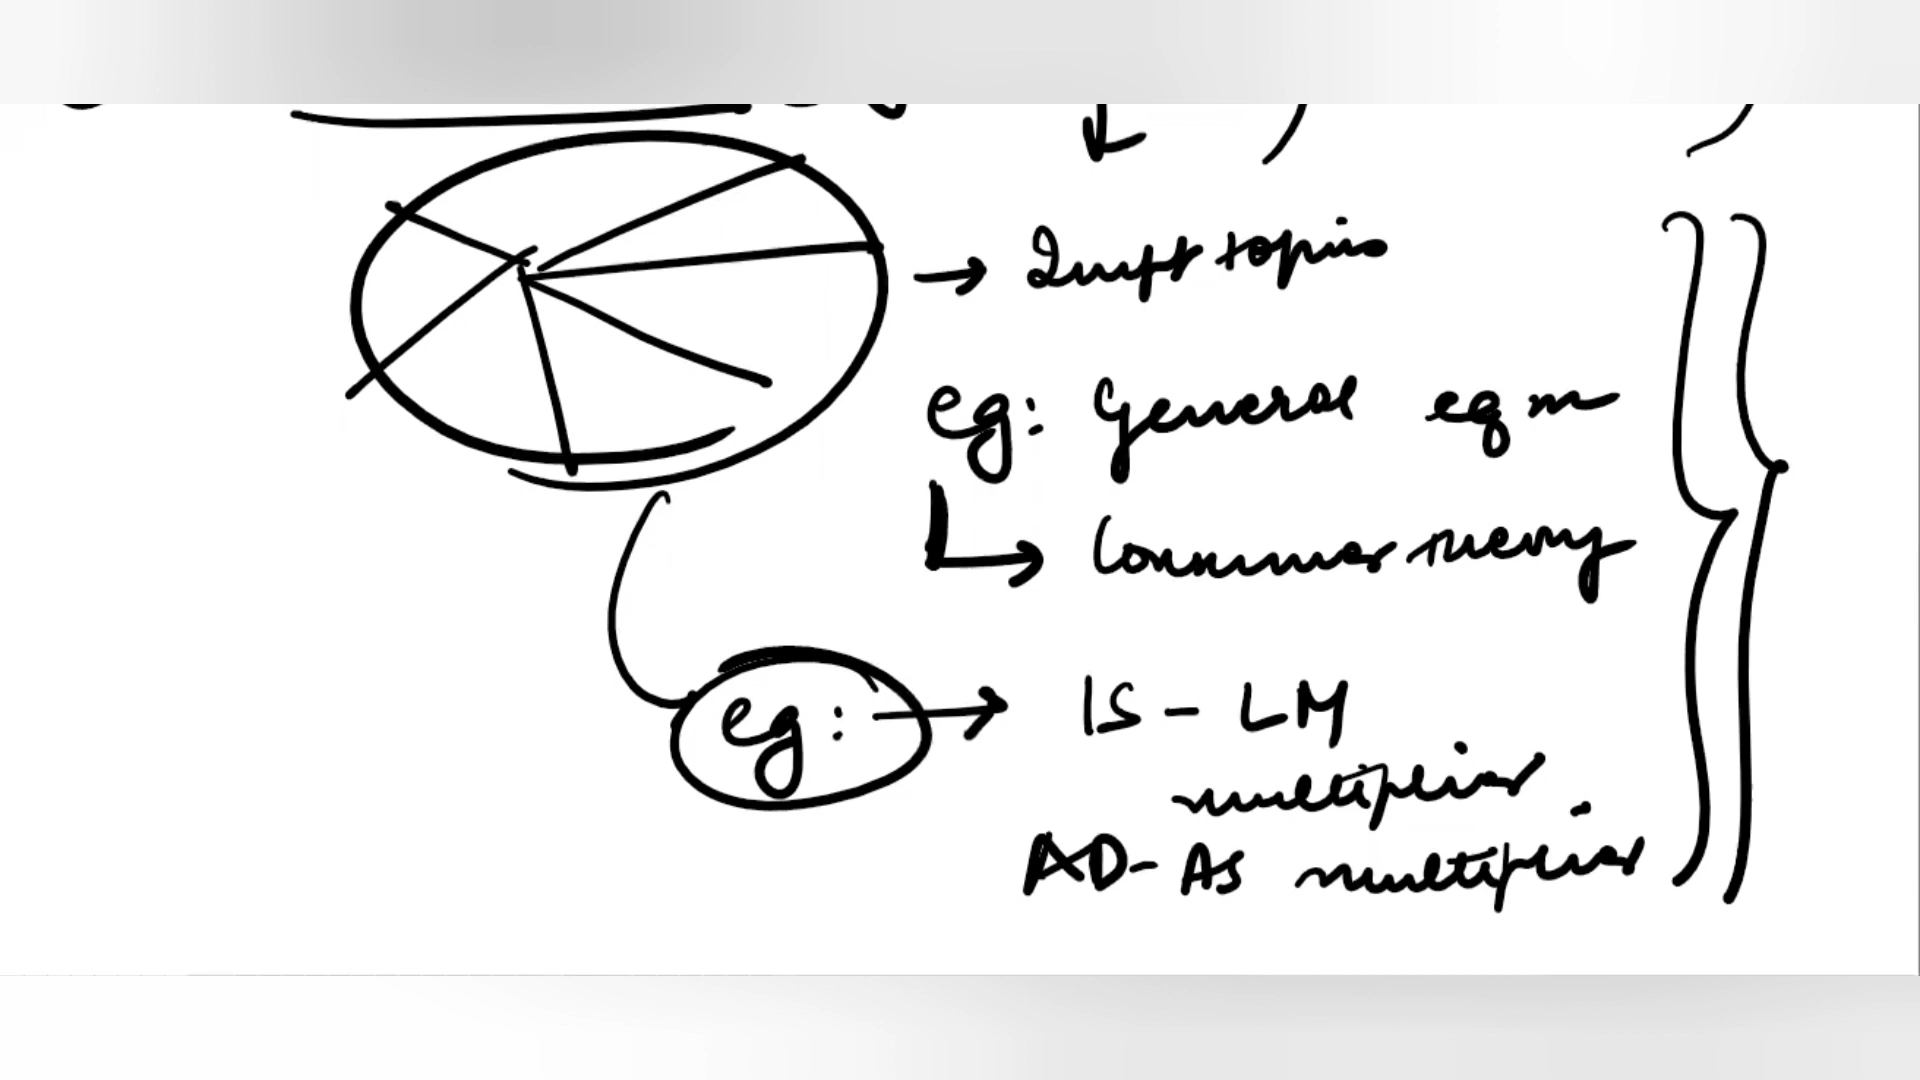 → Imp't topics
eg: General eqm
→ Consumer theory
eg: → IS - LM
multiplier
AD - AS multiplier